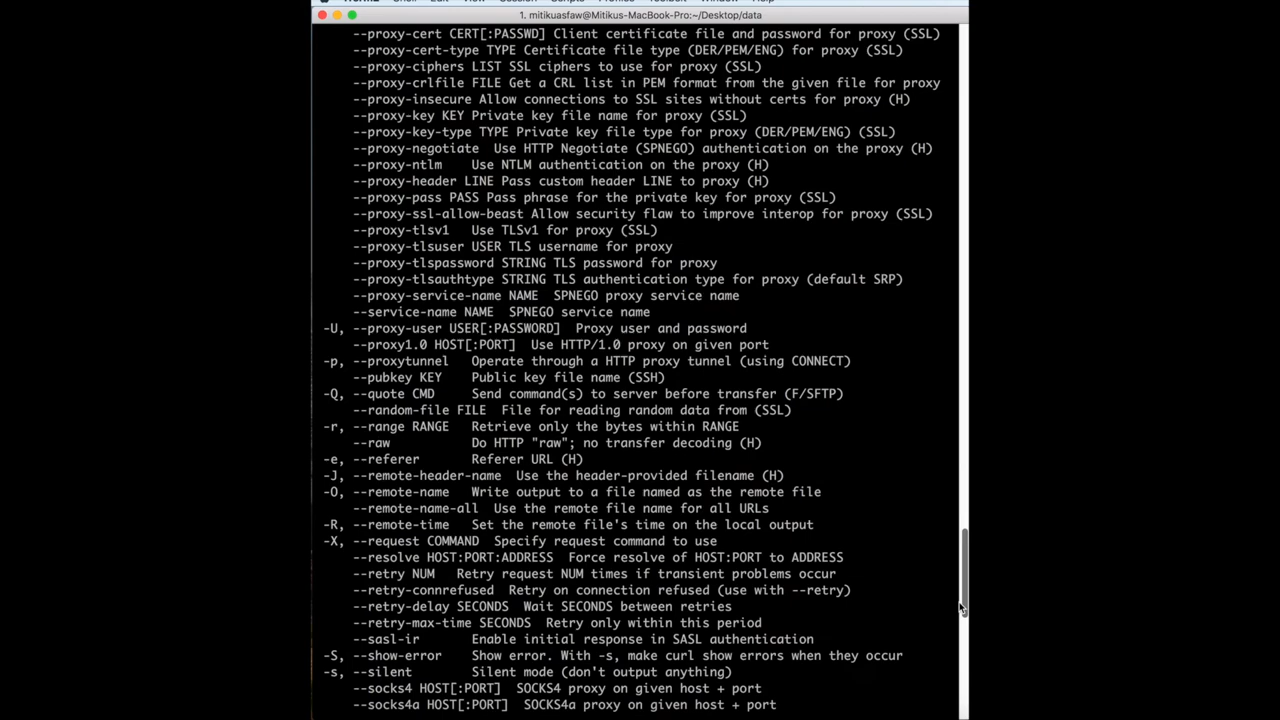 Shell Edit View Session Scripts Profiles Toolbelt Window Help
1. mitikuasfaw@Mitikus-MacBook-Pro:~/Desktop/data
--proxy-cert CERT[:PASSWD] Client certificate file and password for proxy (SSL)
--proxy-cert-type TYPE Certificate file type (DER/PEM/ENG) for proxy (SSL)
--proxy-ciphers LIST SSL ciphers to use for proxy (SSL)
--proxy-crlfile FILE Get a CRL list in PEM format from the given file for proxy
--proxy-insecure Allow connections to SSL sites without certs for proxy (H)
--proxy-key KEY Private key file name for proxy (SSL)
--proxy-key-type TYPE Private key file type for proxy (DER/PEM/ENG) (SSL)
--proxy-negotiate  Use HTTP Negotiate (SPNEGO) authentication on the proxy (H)
--proxy-ntlm    Use NTLM authentication on the proxy (H)
--proxy-header LINE Pass custom header LINE to proxy (H)
--proxy-pass PASS Pass phrase for the private key for proxy (SSL)
--proxy-ssl-allow-beast Allow security flaw to improve interop for proxy (SSL)
--proxy-tlsv1   Use TLSv1 for proxy (SSL)
--proxy-tlsuser USER TLS username for proxy
--proxy-tlspassword STRING TLS password for proxy
--proxy-tlsauthtype STRING TLS authentication type for proxy (default SRP)
--proxy-service-name NAME  SPNEGO proxy service name
--service-name NAME  SPNEGO service name
-U, --proxy-user USER[:PASSWORD]  Proxy user and password
--proxy1.0 HOST[:PORT]  Use HTTP/1.0 proxy on given port
-p, --proxytunnel   Operate through a HTTP proxy tunnel (using CONNECT)
--pubkey KEY    Public key file name (SSH)
-Q, --quote CMD     Send command(s) to server before transfer (F/SFTP)
--random-file FILE  File for reading random data from (SSL)
-r, --range RANGE   Retrieve only the bytes within RANGE
--raw           Do HTTP "raw"; no transfer decoding (H)
-e, --referer       Referer URL (H)
-J, --remote-header-name  Use the header-provided filename (H)
-O, --remote-name   Write output to a file named as the remote file
--remote-name-all  Use the remote file name for all URLs
-R, --remote-time   Set the remote file's time on the local output
-X, --request COMMAND  Specify request command to use
--resolve HOST:PORT:ADDRESS  Force resolve of HOST:PORT to ADDRESS
--retry NUM   Retry request NUM times if transient problems occur
--retry-connrefused  Retry on connection refused (use with --retry)
--retry-delay SECONDS  Wait SECONDS between retries
--retry-max-time SECONDS  Retry only within this period
--sasl-ir       Enable initial response in SASL authentication
-S, --show-error    Show error. With -s, make curl show errors when they occur
-s, --silent        Silent mode (don't output anything)
--socks4 HOST[:PORT]  SOCKS4 proxy on given host + port
--socks4a HOST[:PORT]  SOCKS4a proxy on given host + port